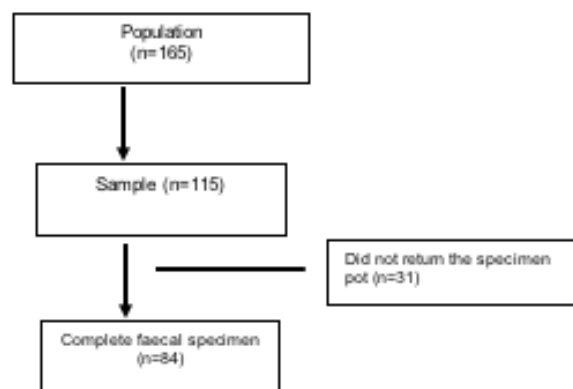 Population
(n=165)
Sample (n=115)
Did not return the specimen
pot (n=31)
Complete faecal specimen
(n=84)